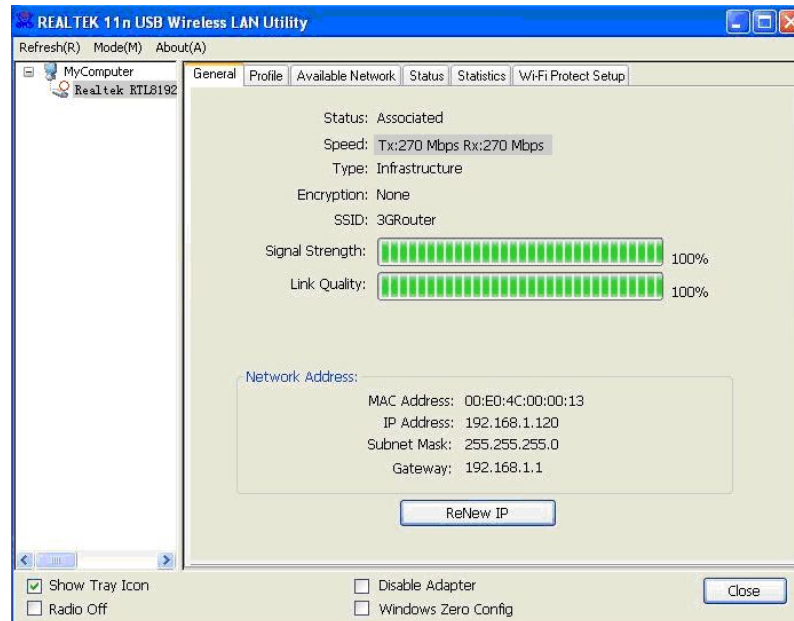 REALTEK 11n USB Wireless LAN Utility
Refresh(R) Mode(M) About(A)
MyComputer
Realtek RTL8192
General Profile Available Network Status Statistics Wi-Fi Protect Setup
Status: Associated
Speed: Tx:270 Mbps Rx:270 Mbps
Type: Infrastructure
Encryption: None
SSID: 3GRouter
Signal Strength: 100%
Link Quality: 100%
Network Address:
MAC Address: 00:E0:4C:00:00:13
IP Address: 192.168.1.120
Subnet Mask: 255.255.255.0
Gateway: 192.168.1.1
ReNew IP
Show Tray Icon
Radio Off
Disable Adapter
Windows Zero Config
Close